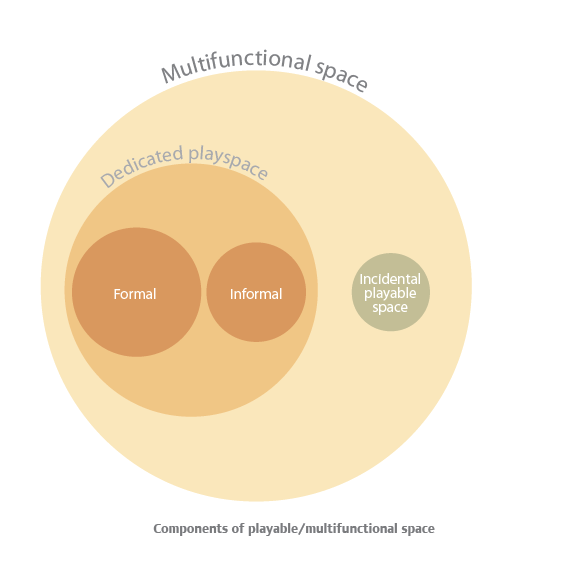 Multifunctional space
Dedicated playspace
Formal
Informal
Incidental
playable
space
Components of playable/multifunctional space